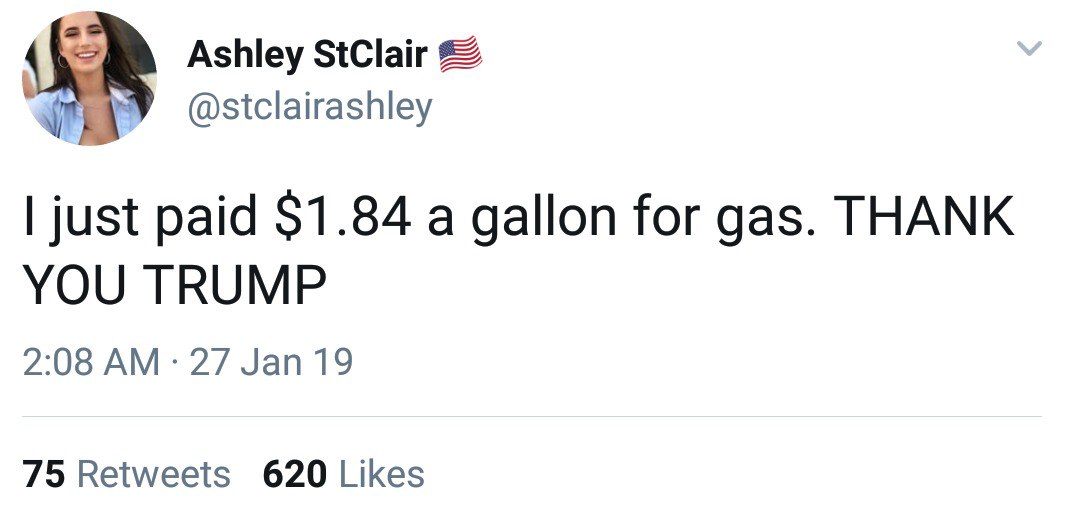 Ashley StClair 🇺🇸
@stclairashley
I just paid $1.84 a gallon for gas. THANK
YOU TRUMP
2:08 AM · 27 Jan 19
75 Retweets 620 Likes